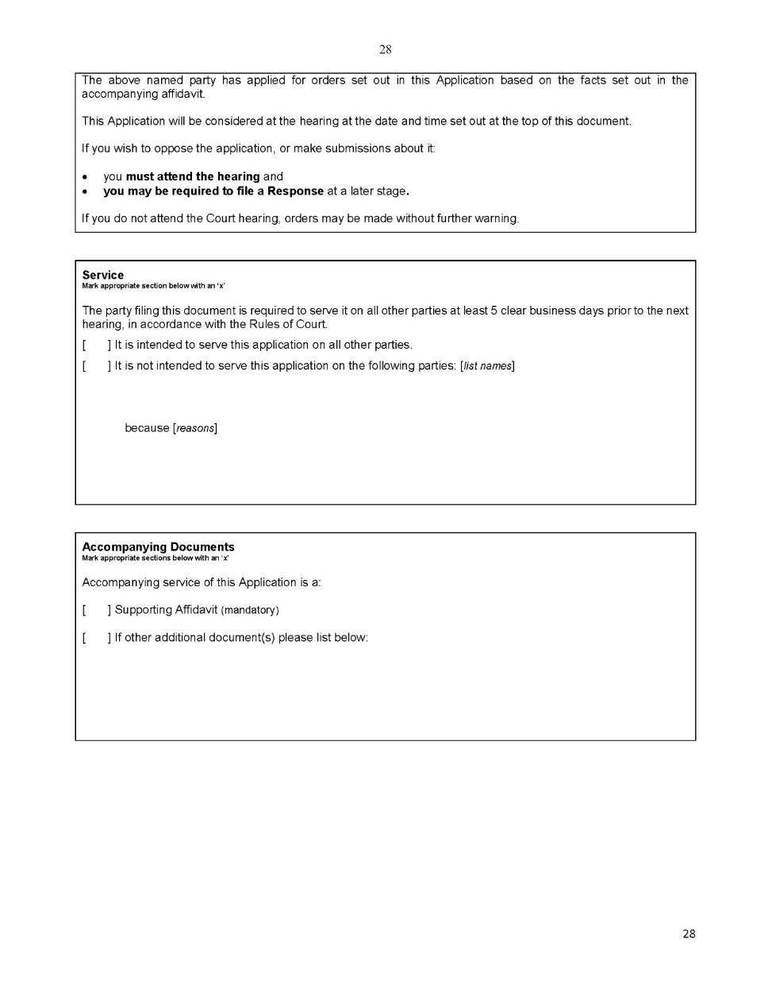 28
The above named party has applied for orders set out in this Application based on the facts set out in the
accompanying affidavit.
This Application will be considered at the hearing at the date and time set out at the top of this document.
If you wish to oppose the application, or make submissions about it:
• you must attend the hearing and
• you may be required to file a Response at a later stage.
If you do not attend the Court hearing, orders may be made without further warning.
Service
Mark appropriate section below with an ‘x’
The party filing this document is required to serve it on all other parties at least 5 clear business days prior to the next
hearing, in accordance with the Rules of Court.
[ ] It is intended to serve this application on all other parties.
[ ] It is not intended to serve this application on the following parties: [list names]
because [reasons]
Accompanying Documents
Mark appropriate sections below with an ‘x’
Accompanying service of this Application is a:
[ ] Supporting Affidavit (mandatory)
[ ] If other additional document(s) please list below:
28